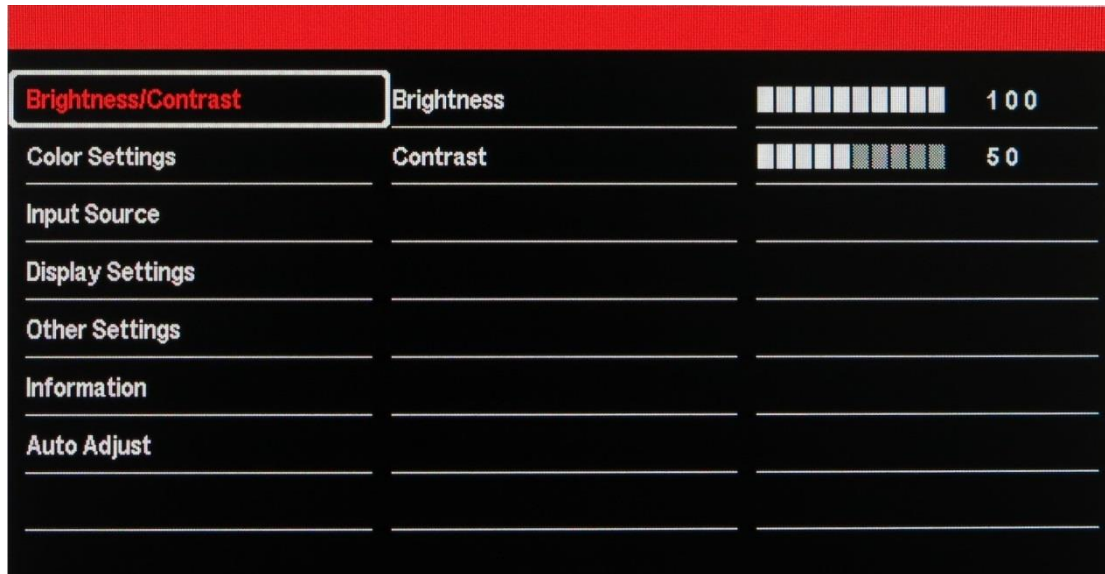 Brightness/Contrast Brightness 100
Color Settings Contrast 50
Input Source
Display Settings
Other Settings
Information
Auto Adjust